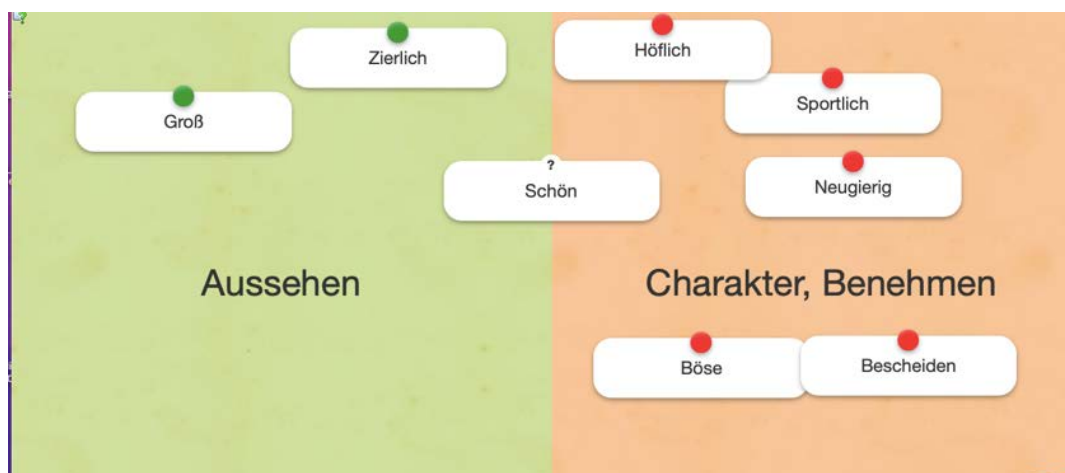 Zierlich
Höflich
Groß
Sportlich
?
Schön
Neugierig
Aussehen
Charakter, Benehmen
Böse
Bescheiden